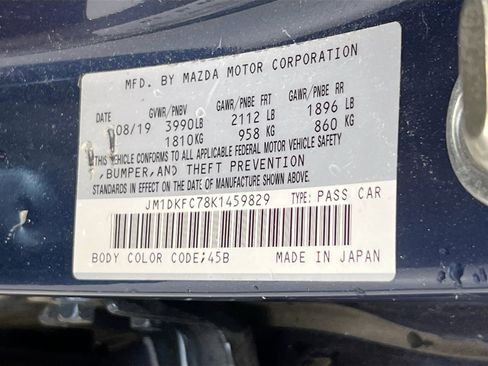 MFD. BY MAZDA MOTOR CORPORATION
DATE GVWR/PNBV GAWR/PNBE FRT GAWR/PNBE RR
08/19 3990LB 2112 LB 1896 LB
1810KG 958 KG 860 KG
THIS VEHICLE CONFORMS TO ALL APPLICABLE FEDERAL MOTOR VEHICLE SAFETY
,BUMPER,AND THEFT PREVENTION
STANDARDS IN EFFECT ON THE DATE OF MANUFACTURE SHOWN ABOVE.
JM1DKFC78K1459829 TYPE: PASS CAR
BODY COLOR CODE;45B MADE IN JAPAN